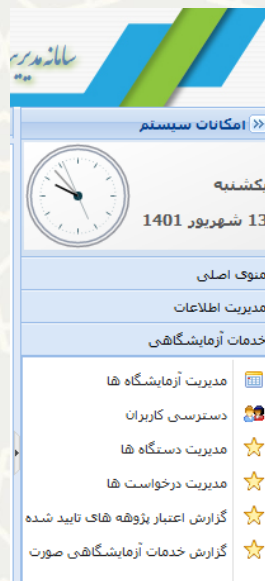 سامانه مدیری
امکانات سیستم
یکشنبه
13 شهریور 1401
منوی اصلی
مدیریت اطلاعات
خدمات آزمایشگاهی
مدیریت آزمایشگاه ها
دسترسی کاربران
مدیریت دستگاه ها
مدیریت درخواست ها
گزارش اعتبار پژوهه های تایید شده
گزارش خدمات آزمایشگاهی صورت